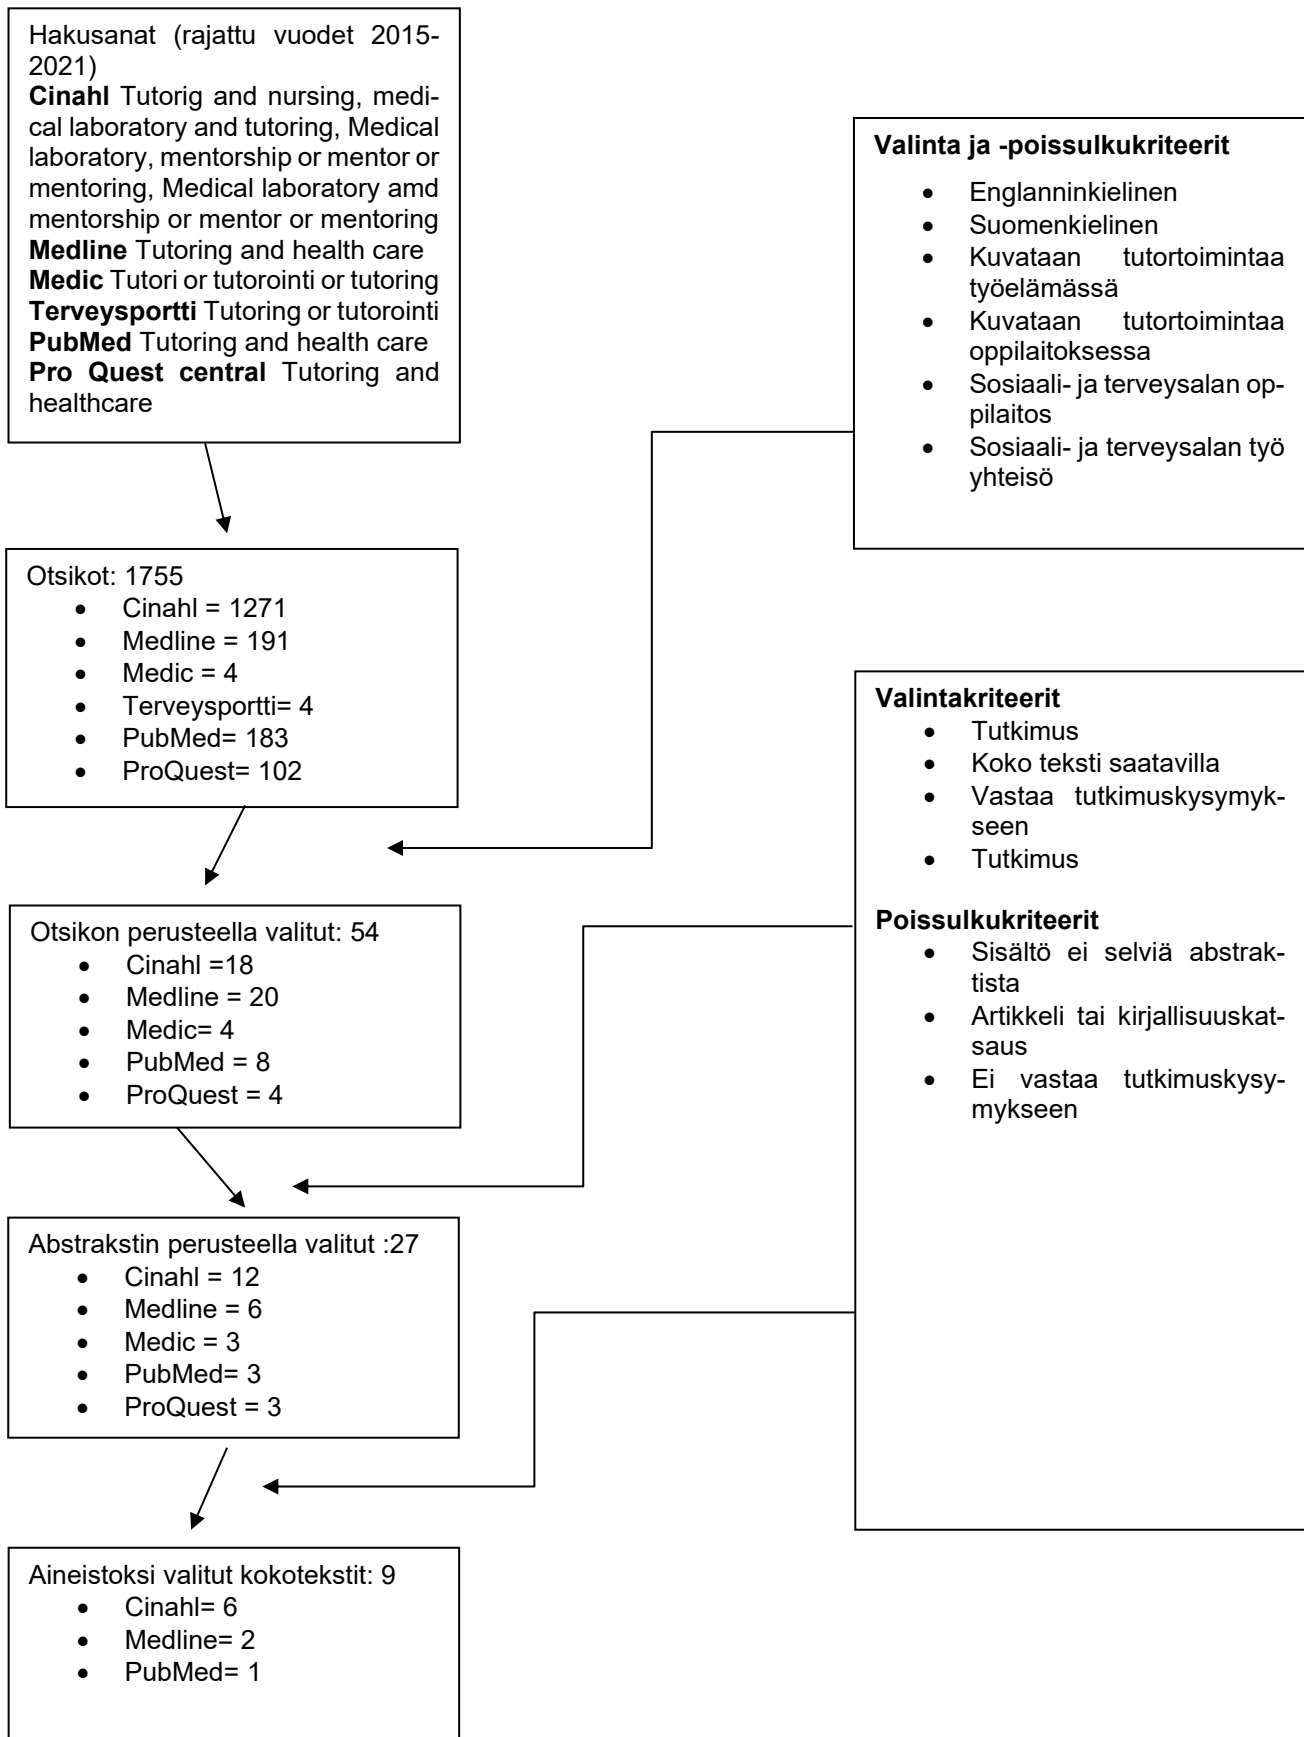 Hakusanat (rajattu vuodet 2015-
2021)
Cinahl Tutorig and nursing, medi-
cal laboratory and tutoring, Medical
laboratory, mentorship or mentor or
mentoring, Medical laboratory amd
mentorship or mentor or mentoring
Medline Tutoring and health care
Medic Tutori or tutorointi or tutoring
Terveysportti Tutoring or tutorointi
PubMed Tutoring and health care
Pro Quest central Tutoring and
healthcare
Valinta ja -poissulkukriteerit
• Englanninkielinen
• Suomenkielinen
• Kuvataan tutortoimintaa
työelämässä
• Kuvataan tutortoimintaa
oppilaitoksessa
• Sosiaali- ja terveysalan op-
pilaitos
• Sosiaali- ja terveysalan työ
yhteisö
Otsikot: 1755
• Cinahl = 1271
• Medline = 191
• Medic = 4
• Terveysportti= 4
• PubMed= 183
• ProQuest= 102
Valintakriteerit
• Tutkimus
• Koko teksti saatavilla
• Vastaa tutkimuskysymyk-
seen
• Tutkimus
Poissulkukriteerit
• Sisältö ei selviä abstrak-
tista
• Artikkeli tai kirjallisuuskat-
saus
• Ei vastaa tutkimuskysy-
mykseen
Otsikon perusteella valitut: 54
• Cinahl =18
• Medline = 20
• Medic= 4
• PubMed = 8
• ProQuest = 4
Abstrakstin perusteella valitut :27
• Cinahl = 12
• Medline = 6
• Medic = 3
• PubMed= 3
• ProQuest = 3
Aineistoksi valitut kokotekstit: 9
• Cinahl= 6
• Medline= 2
• PubMed= 1